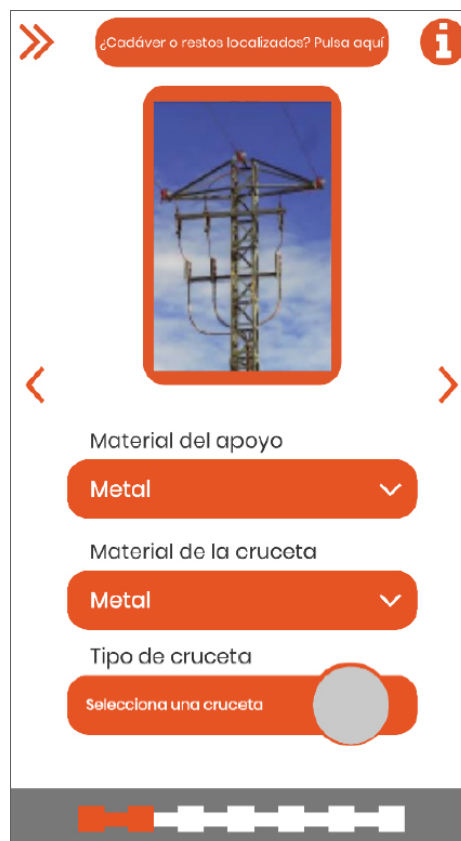 ¿Cadáver o restos localizados? Pulsa aquí
Material del apoyo
Metal
Material de la cruceta
Metal
Tipo de cruceta
Selecciona una cruceta